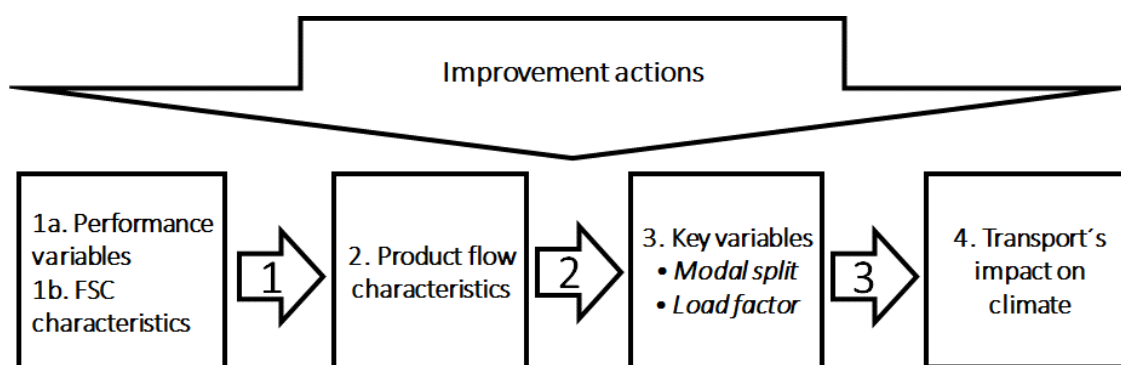 Improvement actions
1a. Performance
variables
1b. FSC
characteristics
1
2. Product flow
characteristics
2
3. Key variables
• Modal split
• Load factor
3
4. Transport´s
impact on
climate